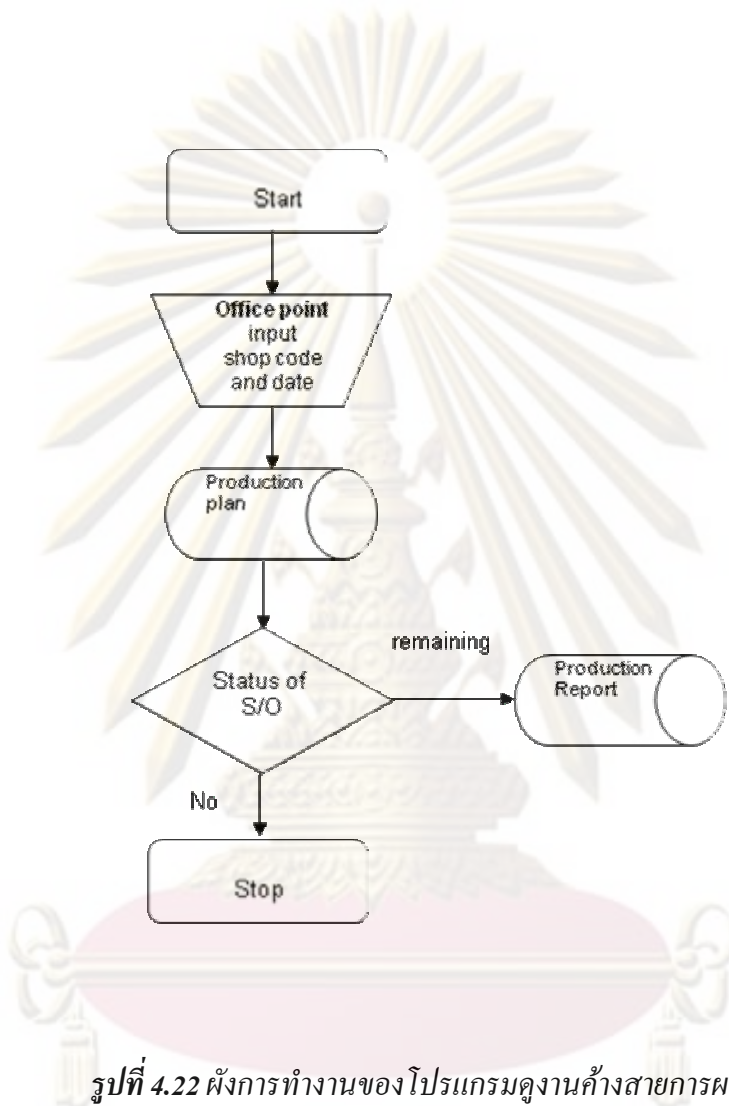 Start
Office point
input
shop code
and date
Production
plan
Status of
S/O
remaining
Production
Report
No
Stop
รูปที่ 4.22 ผังการทำงานของโปรแกรมดูงานค้างสายการผ